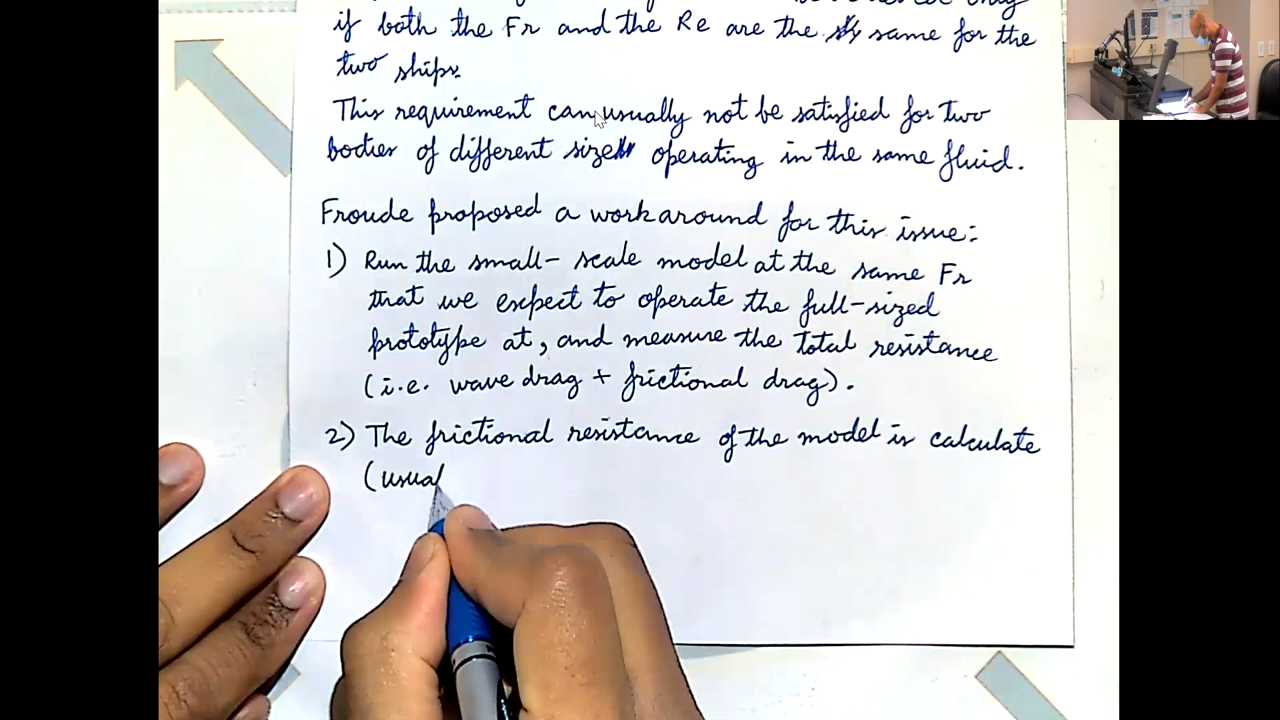 if both the Fr and the Re are the same for the
two ships.
This requirement can usually not be satisfied for two
bodies of different size operating in the same fluid.
Froude proposed a workaround for this issue:
1) Run the small-scale model at the same Fr
that we expect to operate the full-sized
prototype at, and measure the total resistance
(i.e. wave drag + frictional drag).
2) The frictional resistance of the model is calculate
(usual